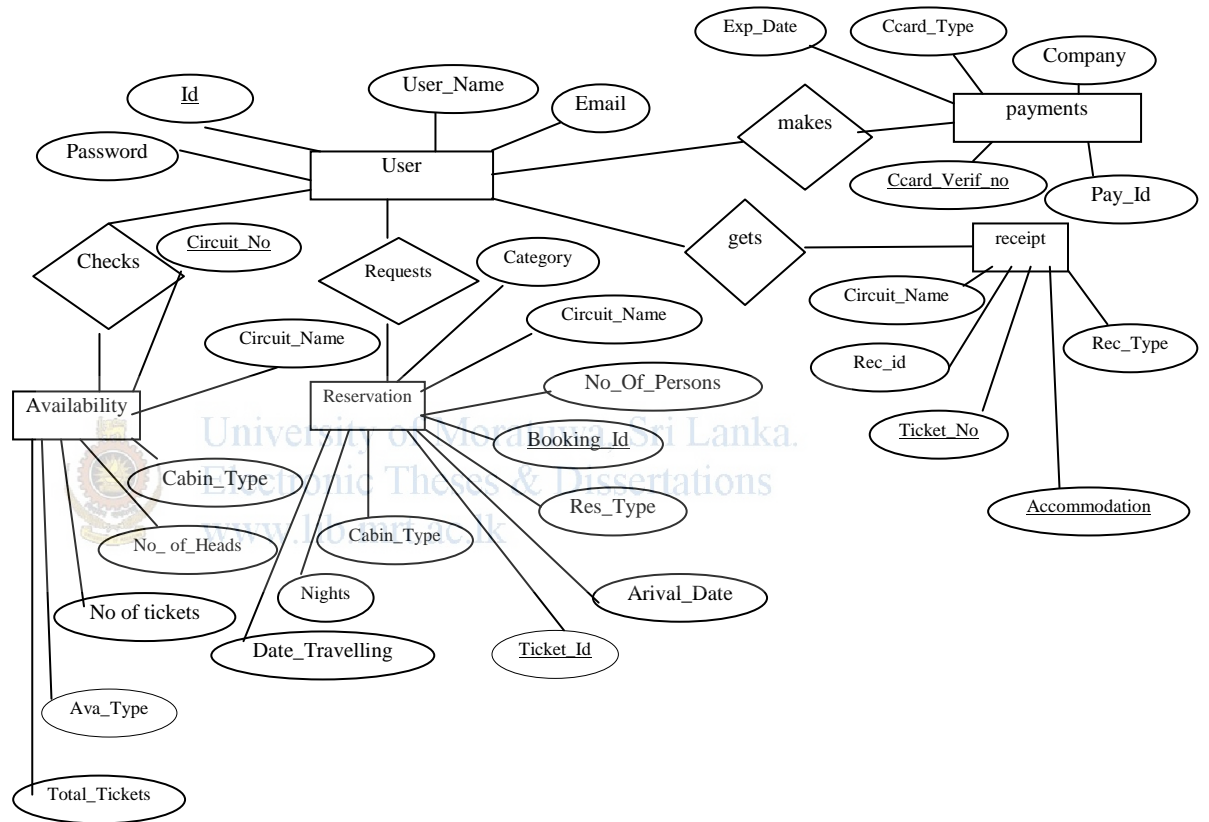 Exp_Date
Ccard_Type
Company
Id
User_Name
Email
makes
payments
Password
User
Ccard_Verif_no
Pay_Id
Circuit_No
Checks
Requests
Category
gets
receipt
Circuit_Name
Circuit_Name
Circuit_Name
Rec_id
Rec_Type
Availability
Reservation
No_Of_Persons
Ticket_No
University of Moratuwa, Sri Lanka.
Booking_Id
Electronic Theses & Dissertations
Cabin_Type
Res_Type
Accommodation
www.lib.mrt.ac.lk
No_ of_Heads
Cabin_Type
Nights
Arival_Date
No of tickets
Date_Travelling
Ticket_Id
Ava_Type
Total_Tickets